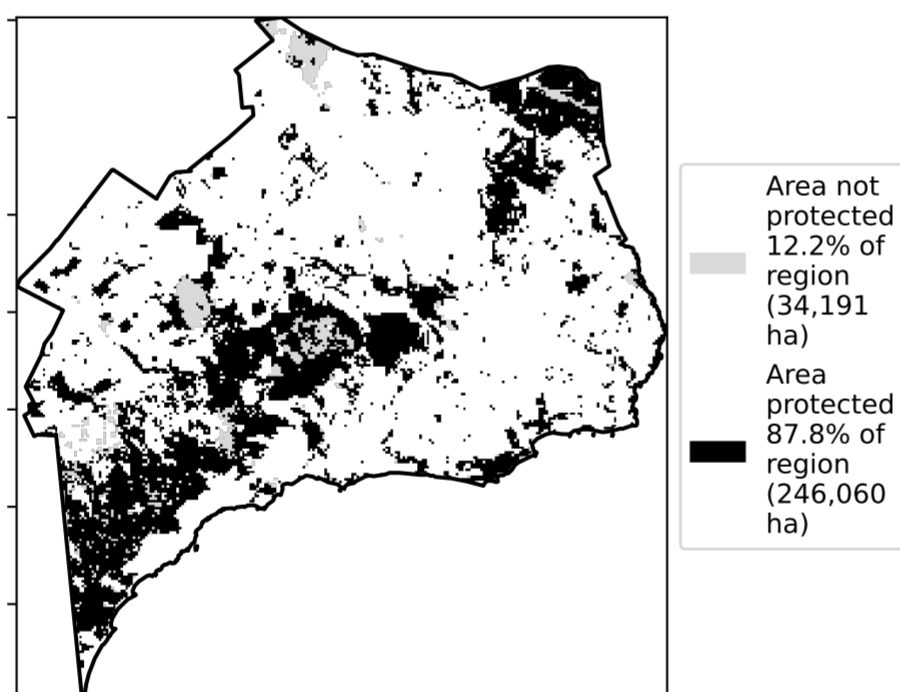 Area not
protected
12.2% of
region
(34,191
ha)
Area
protected
87.8% of
region
(246,060
ha)